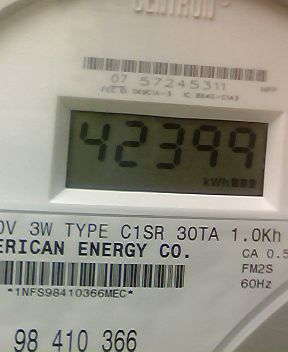 CENTRON®
07 57245311
42399
kWh
0V 3W TYPE C1SR 30TA 1.0Kh
ERICAN ENERGY CO.
CA 0.5
FM2S
60Hz
*1NFS98410366MEC*
98 410 366